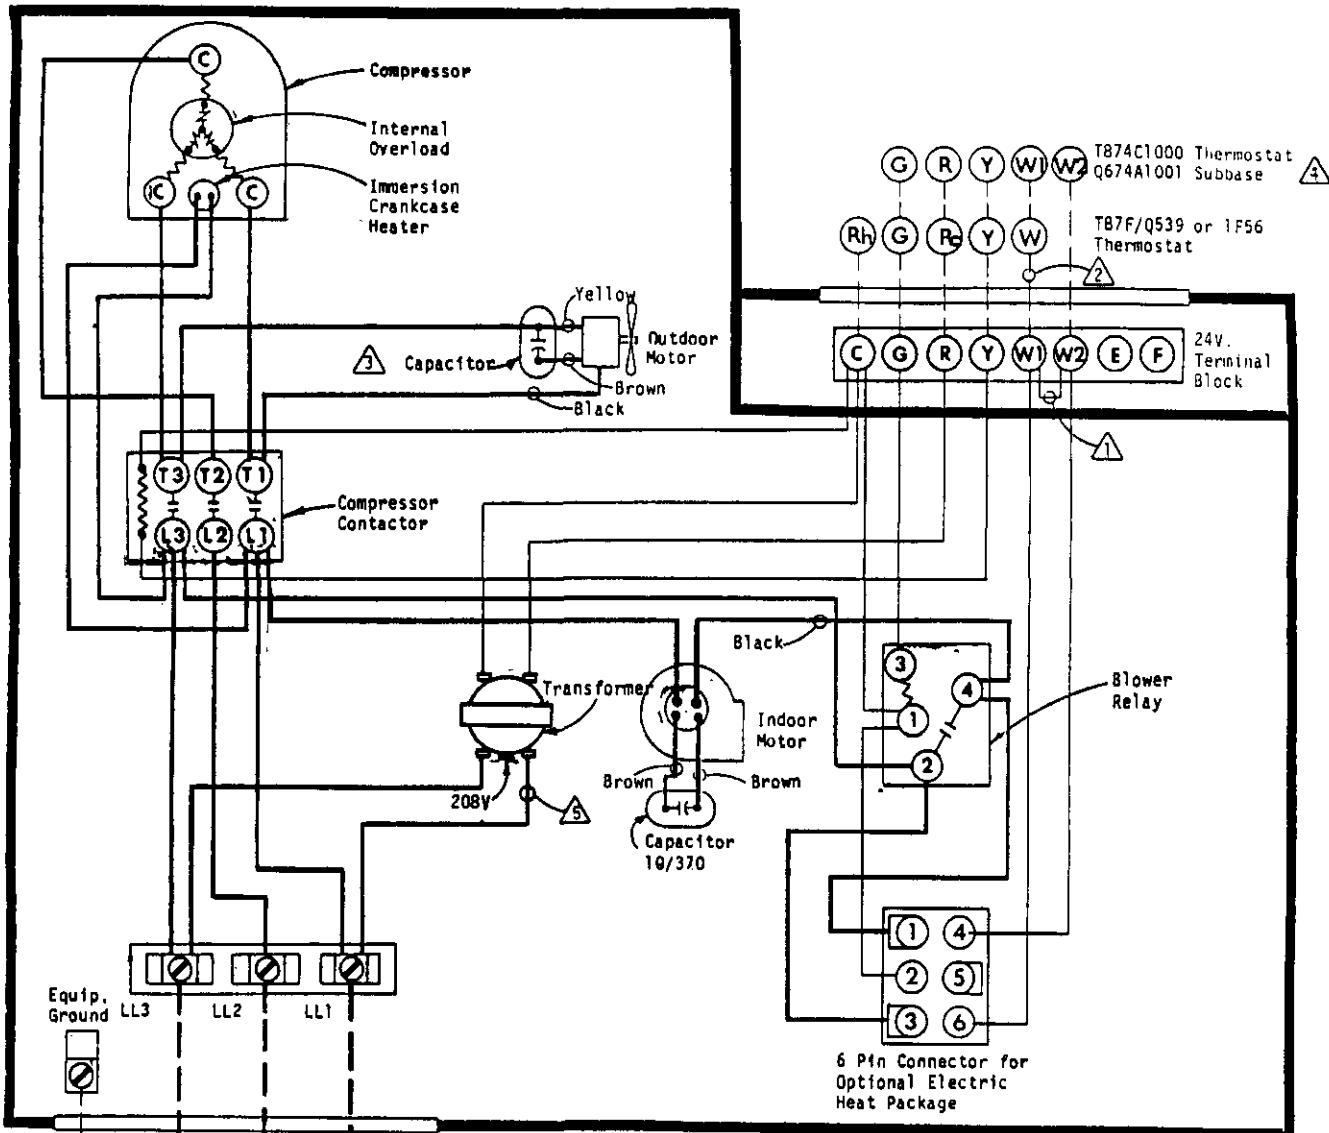 C
Compressor
Internal
Overload
C
C
Immersion
Crankcase
Heater
G R Y W1 W2
T874C1000 Thermostat
Q674A1001 Subbase
4
Rh G Rc Y W
T87F/Q539 or 1F56
Thermostat
2
Yellow
Outdoor
Motor
3
Capacitor
Brown
Black
C G R Y W1 W2 E F
24V.
Terminal
Block
1
T3 T2 T1
L3 L2 L1
Compressor
Contactor
Black
3
4
1
2
Blower
Relay
Transformer
208V
5
Indoor
Motor
Brown
Brown
Capacitor
10/370
1 4
2 5
3 6
6 Pin Connector for
Optional Electric
Heat Package
Equip.
Ground
LL3
LL2
LL1